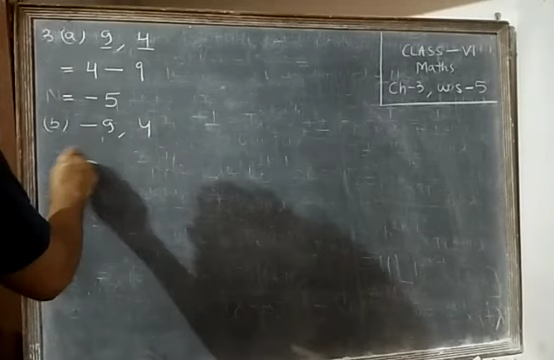 3 (a) 9, 4
= 4 - 9
= - 5
(b) - 9, 4
CLASS - VI
Maths
Ch-3, w s - 5